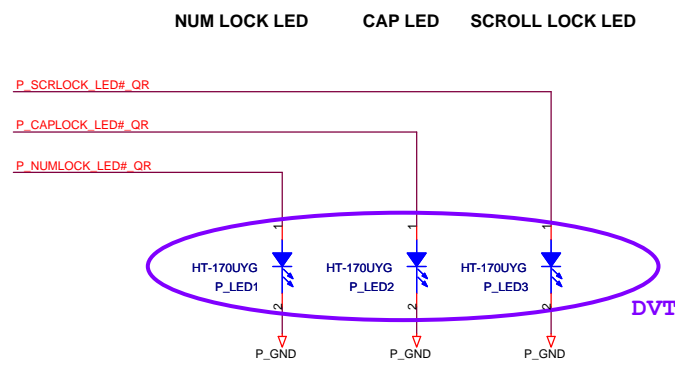 NUM LOCK LED CAP LED SCROLL LOCK LED
P_SCRLOCK_LED#_QR
P_CAPLOCK_LED#_QR
P_NUMLOCK_LED#_QR
1 1 1
HT-170UYG HT-170UYG HT-170UYG
P_LED1 P_LED2 P_LED3
2 2 2
DVT
P_GND P_GND P_GND